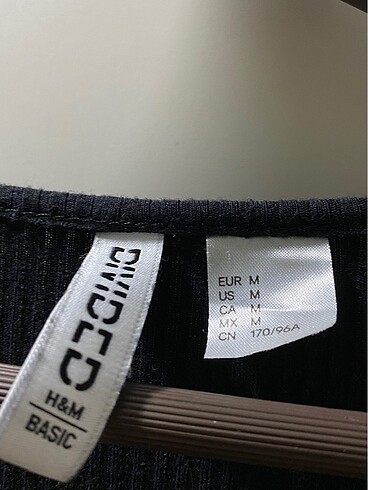 DIVIDED
H&M
BASIC
EUR M
US M
CA M
MX M
CN 170/96A